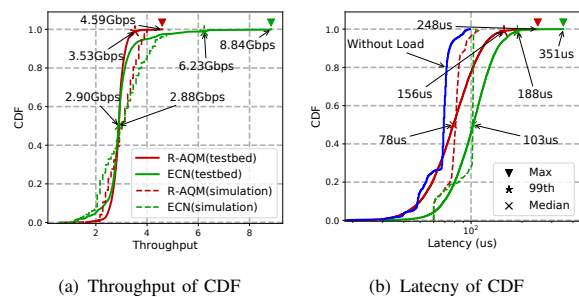 4.59Gbps
3.53Gbps
6.23Gbps
8.84Gbps
2.90Gbps
2.88Gbps
1.0
0.8
0.6
0.4
0.2
0.0
CDF
R-AQM(testbed)
ECN(testbed)
R-AQM(simulation)
ECN(simulation)
2
4
6
8
Throughput
(a) Throughput of CDF
248us
351us
Without Load
156us
188us
78us
103us
1.0
0.8
0.6
0.4
0.2
0.0
CDF
Max
99th
Median
10²
Latency (us)
(b) Latecny of CDF